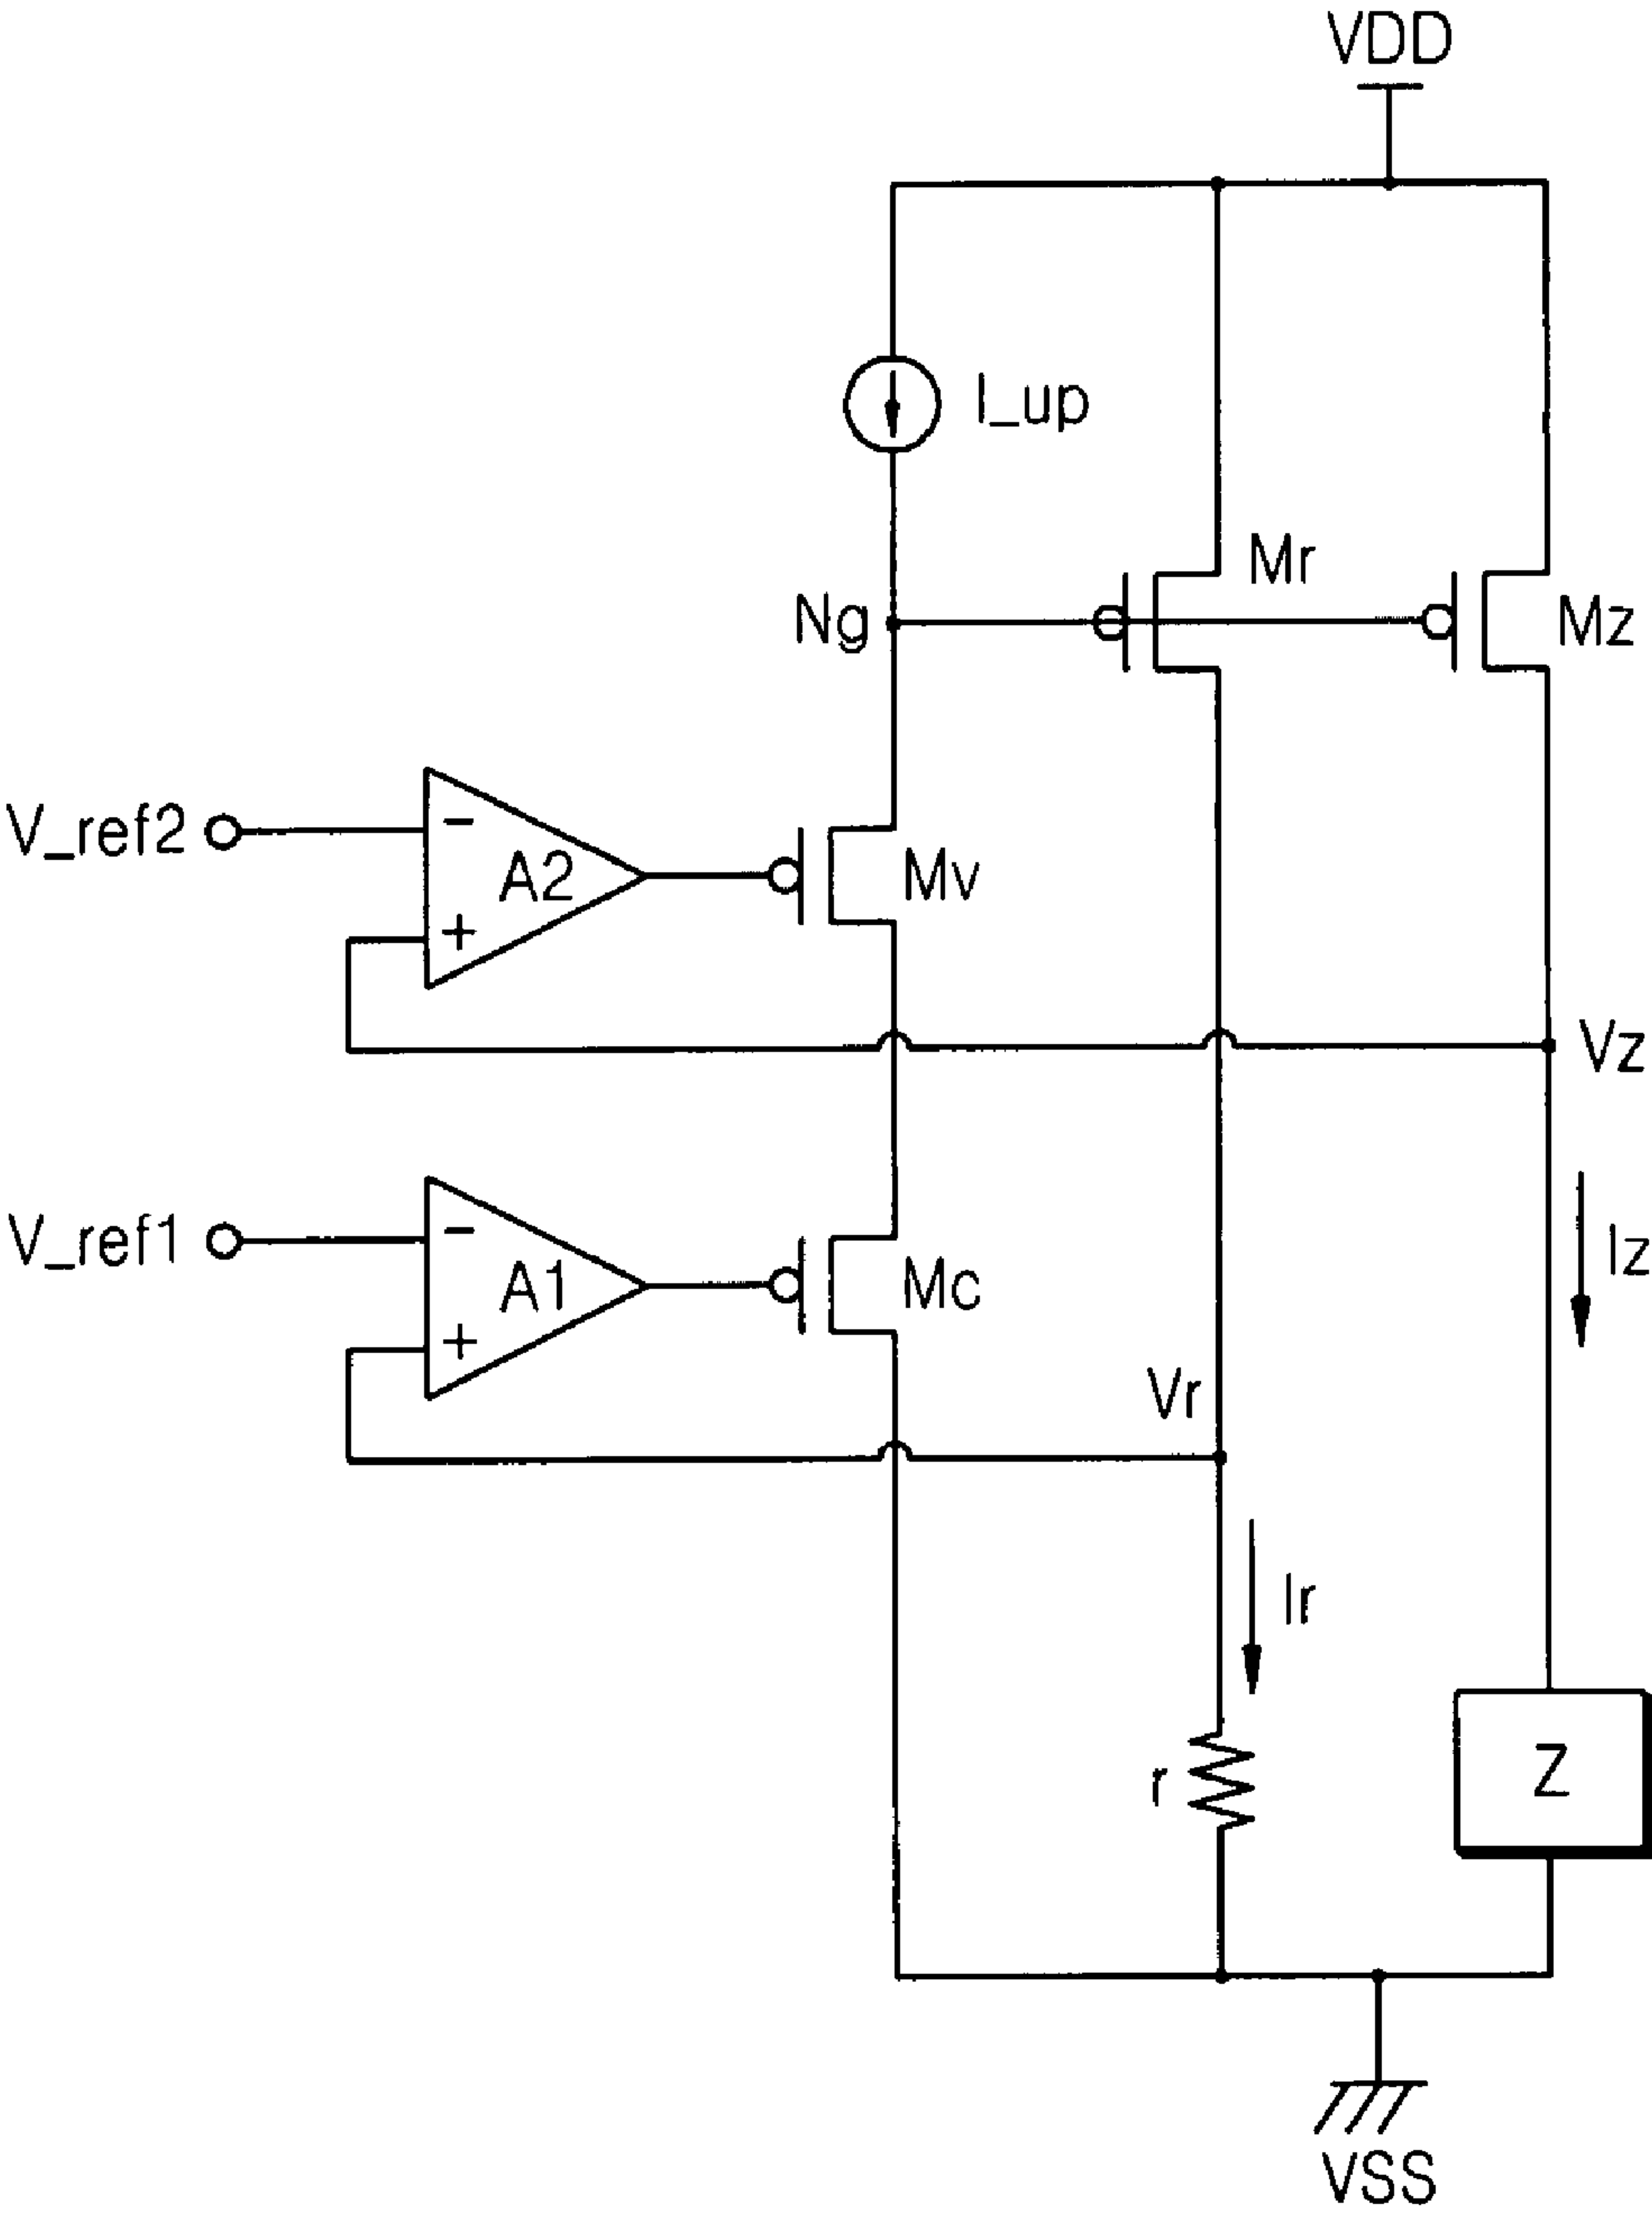 VDD
I_up
Mr
Ng
Mz
V_ref2
-
A2
+
Mv
Vz
V_ref1
-
A1
+
Mc
Iz
Vr
Ir
r
Z
VSS